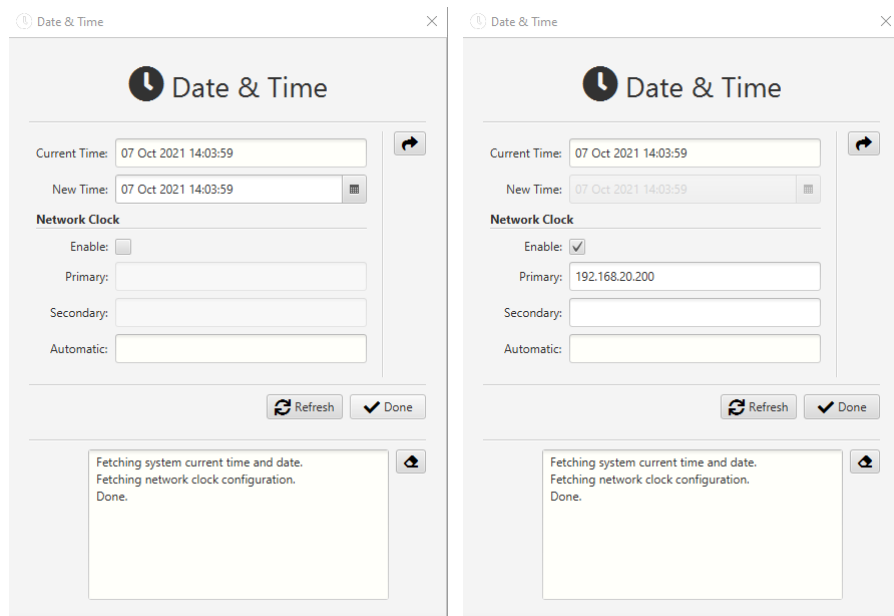 Date & Time
Date & Time
Current Time: 07 Oct 2021 14:03:59
New Time: 07 Oct 2021 14:03:59
Network Clock
Enable:
Primary:
Secondary:
Automatic:
Refresh Done
Fetching system current time and date.
Fetching network clock configuration.
Done.
Date & Time
Date & Time
Current Time: 07 Oct 2021 14:03:59
New Time: 07 Oct 2021 14:03:59
Network Clock
Enable:
Primary: 192.168.20.200
Secondary:
Automatic:
Refresh Done
Fetching system current time and date.
Fetching network clock configuration.
Done.